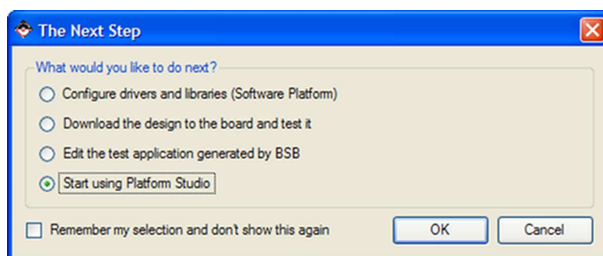 The Next Step
What would you like to do next?
Configure drivers and libraries (Software Platform)
Download the design to the board and test it
Edit the test application generated by BSB
Start using Platform Studio
Remember my selection and don't show this again
OK
Cancel